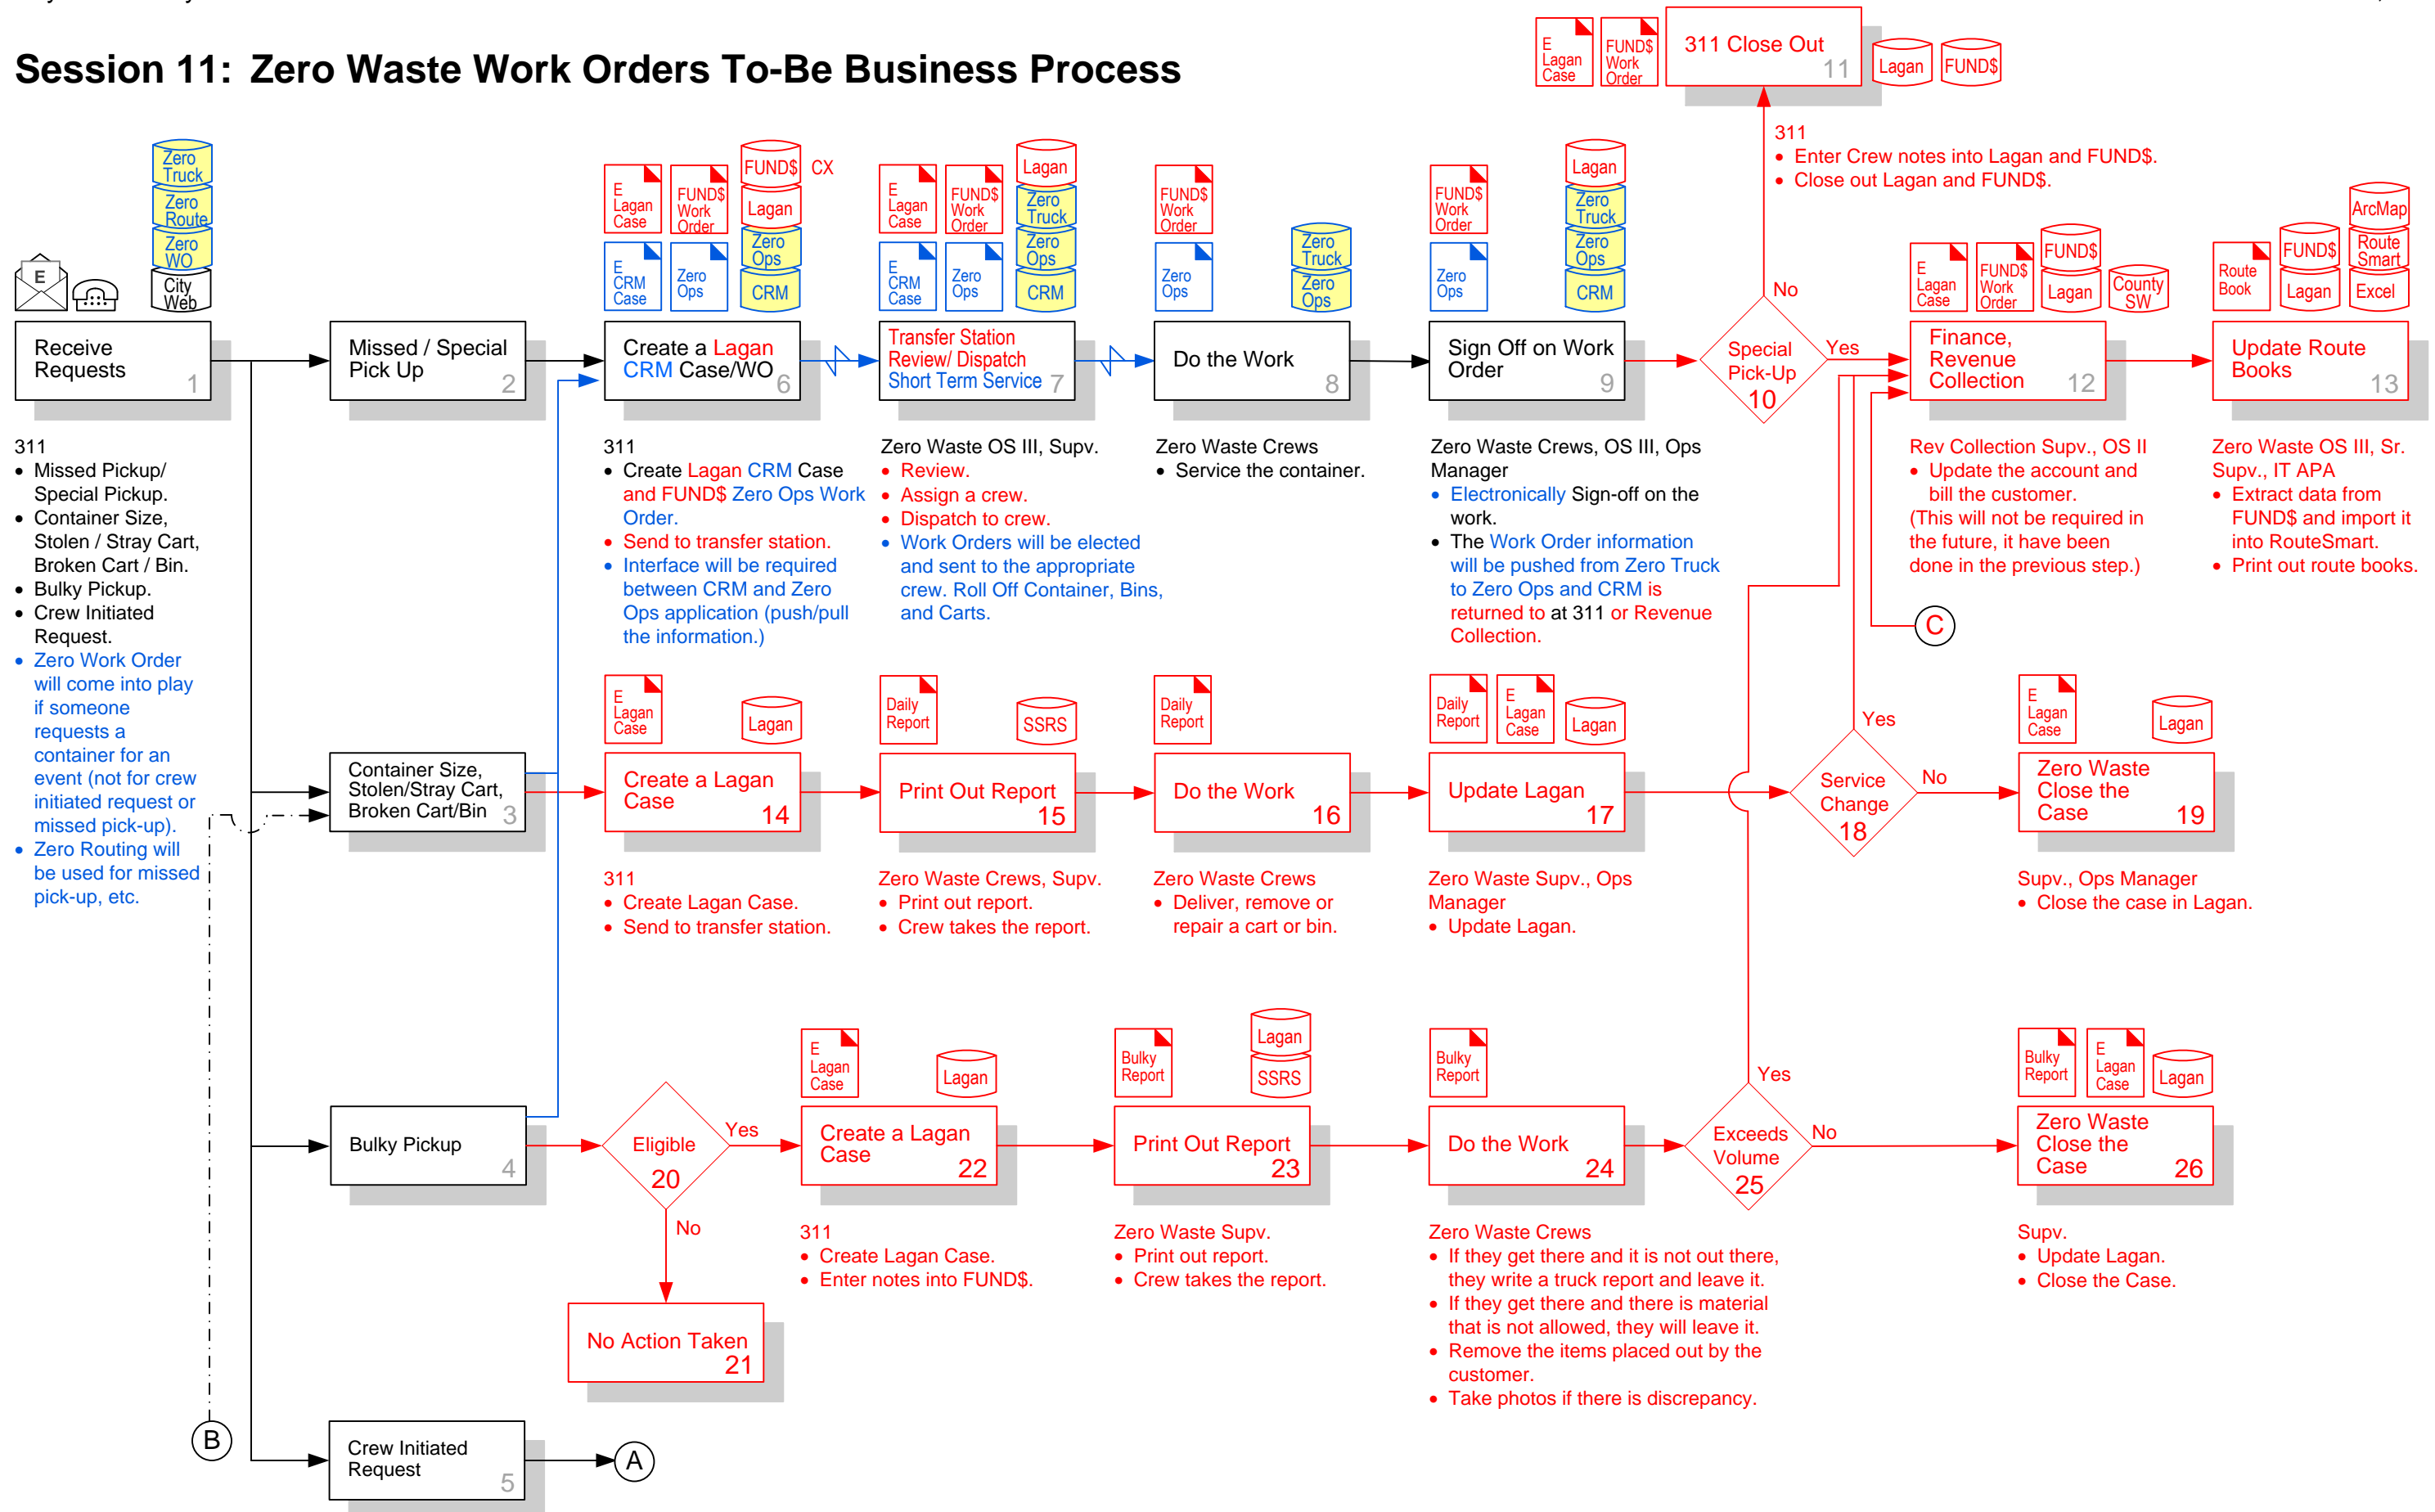 Session 11: Zero Waste Work Orders To-Be Business Process
E
Lagan
Case
FUND$
Work
Order
311 Close Out
11
Lagan
FUND$
311
• Enter Crew notes into Lagan and FUND$.
• Close out Lagan and FUND$.
E
Zero
Truck
Zero
Route
Zero
WO
City
Web
Receive
Requests
1
311
• Missed Pickup/
Special Pickup.
• Container Size,
Stolen / Stray Cart,
Broken Cart / Bin.
• Bulky Pickup.
• Crew Initiated
Request.
• Zero Work Order
will come into play
if someone
requests a
container for an
event (not for crew
initiated request or
missed pick-up).
• Zero Routing will
be used for missed
pick-up, etc.
Missed / Special
Pick Up
2
E
Lagan
Case
FUND$
Work
Order
FUND$
CX
Lagan
E
CRM
Case
Zero
Ops
Zero
Ops
CRM
Create a Lagan
CRM Case/WO
6
311
• Create Lagan CRM Case
and FUND$ Zero Ops Work
Order.
• Send to transfer station.
• Interface will be required
between CRM and Zero
Ops application (push/pull
the information.)
E
Lagan
Case
FUND$
Work
Order
Lagan
Zero
Truck
E
CRM
Case
Zero
Ops
Zero
Ops
CRM
Transfer Station
Review/ Dispatch
Short Term Service
7
Zero Waste OS III, Supv.
• Review.
• Assign a crew.
• Dispatch to crew.
• Work Orders will be elected
and sent to the appropriate
crew. Roll Off Container, Bins,
and Carts.
FUND$
Work
Order
Zero
Ops
Zero
Truck
Zero
Ops
Do the Work
8
Zero Waste Crews
• Service the container.
FUND$
Work
Order
Zero
Ops
Lagan
Zero
Truck
Zero
Ops
CRM
Sign Off on Work
Order
9
Zero Waste Crews, OS III, Ops
Manager
• Electronically Sign-off on the
work.
• The Work Order information
will be pushed from Zero Truck
to Zero Ops and CRM is
returned to at 311 or Revenue
Collection.
Special
Pick-Up
10
No
Yes
E
Lagan
Case
FUND$
Work
Order
FUND$
Lagan
County
SW
Finance,
Revenue
Collection
12
Rev Collection Supv., OS II
• Update the account and
bill the customer.
(This will not be required in
the future, it have been
done in the previous step.)
C
Route
Book
FUND$
Lagan
ArcMap
Route
Smart
Excel
Update Route
Books
13
Zero Waste OS III, Sr.
Supv., IT APA
• Extract data from
FUND$ and import it
into RouteSmart.
• Print out route books.
Container Size,
Stolen/Stray Cart,
Broken Cart/Bin
3
E
Lagan
Case
Lagan
Create a Lagan
Case
14
311
• Create Lagan Case.
• Send to transfer station.
Daily
Report
SSRS
Print Out Report
15
Zero Waste Crews, Supv.
• Print out report.
• Crew takes the report.
Daily
Report
Do the Work
16
Zero Waste Crews
• Deliver, remove or
repair a cart or bin.
Daily
Report
E
Lagan
Case
Lagan
Update Lagan
17
Zero Waste Supv., Ops
Manager
• Update Lagan.
Service
Change
18
Yes
No
E
Lagan
Case
Lagan
Zero Waste
Close the
Case
19
Supv., Ops Manager
• Close the case in Lagan.
Bulky Pickup
4
Eligible
20
Yes
No
No Action Taken
21
E
Lagan
Case
Lagan
Create a Lagan
Case
22
311
• Create Lagan Case.
• Enter notes into FUND$.
Bulky
Report
Lagan
SSRS
Print Out Report
23
Zero Waste Supv.
• Print out report.
• Crew takes the report.
Bulky
Report
Do the Work
24
Zero Waste Crews
• If they get there and it is not out there,
they write a truck report and leave it.
• If they get there and there is material
that is not allowed, they will leave it.
• Remove the items placed out by the
customer.
• Take photos if there is discrepancy.
Exceeds
Volume
25
Yes
No
Bulky
Report
E
Lagan
Case
Lagan
Zero Waste
Close the
Case
26
Supv.
• Update Lagan.
• Close the Case.
B
Crew Initiated
Request
5
A